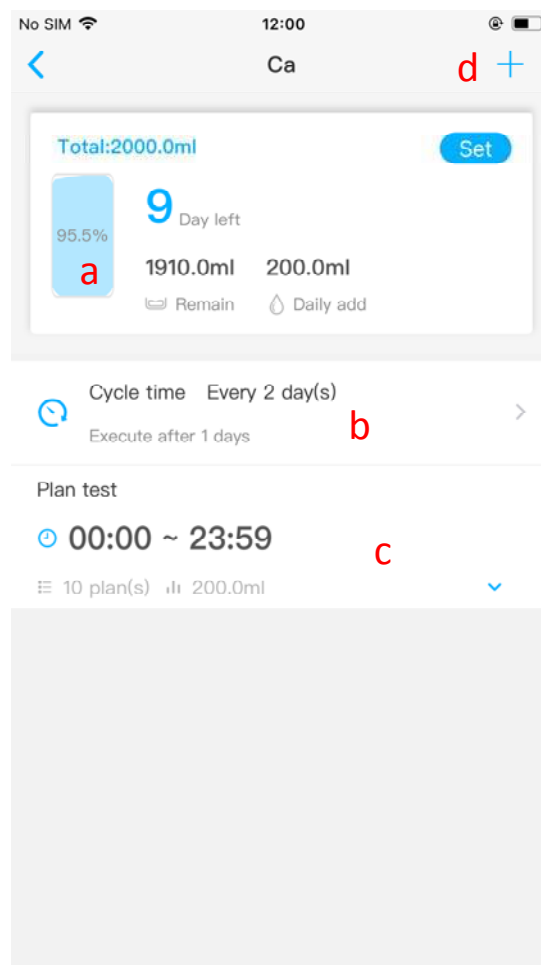 No SIM 12:00
Ca d
Total:2000.0ml Set
95.5% 9 Day left
a 1910.0ml 200.0ml
Remain Daily add
Cycle time Every 2 day(s)
Execute after 1 days b
Plan test
00:00 ~ 23:59
c
10 plan(s) 200.0ml